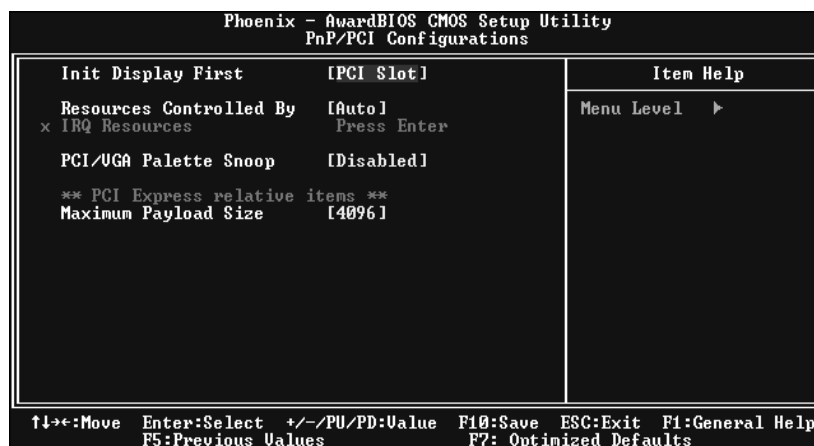 Phoenix - AwardBIOS CMOS Setup Utility
PnP/PCI Configurations
Init Display First [PCI Slot]
Item Help
Resources Controlled By [Auto]
Menu Level ▶
x IRQ Resources Press Enter
PCI/VGA Palette Snoop [Disabled]
** PCI Express relative items **
Maximum Payload Size [4096]
↑↓→←:Move Enter:Select +/-/PU/PD:Value F10:Save ESC:Exit F1:General Help
F5:Previous Values F7: Optimized Defaults